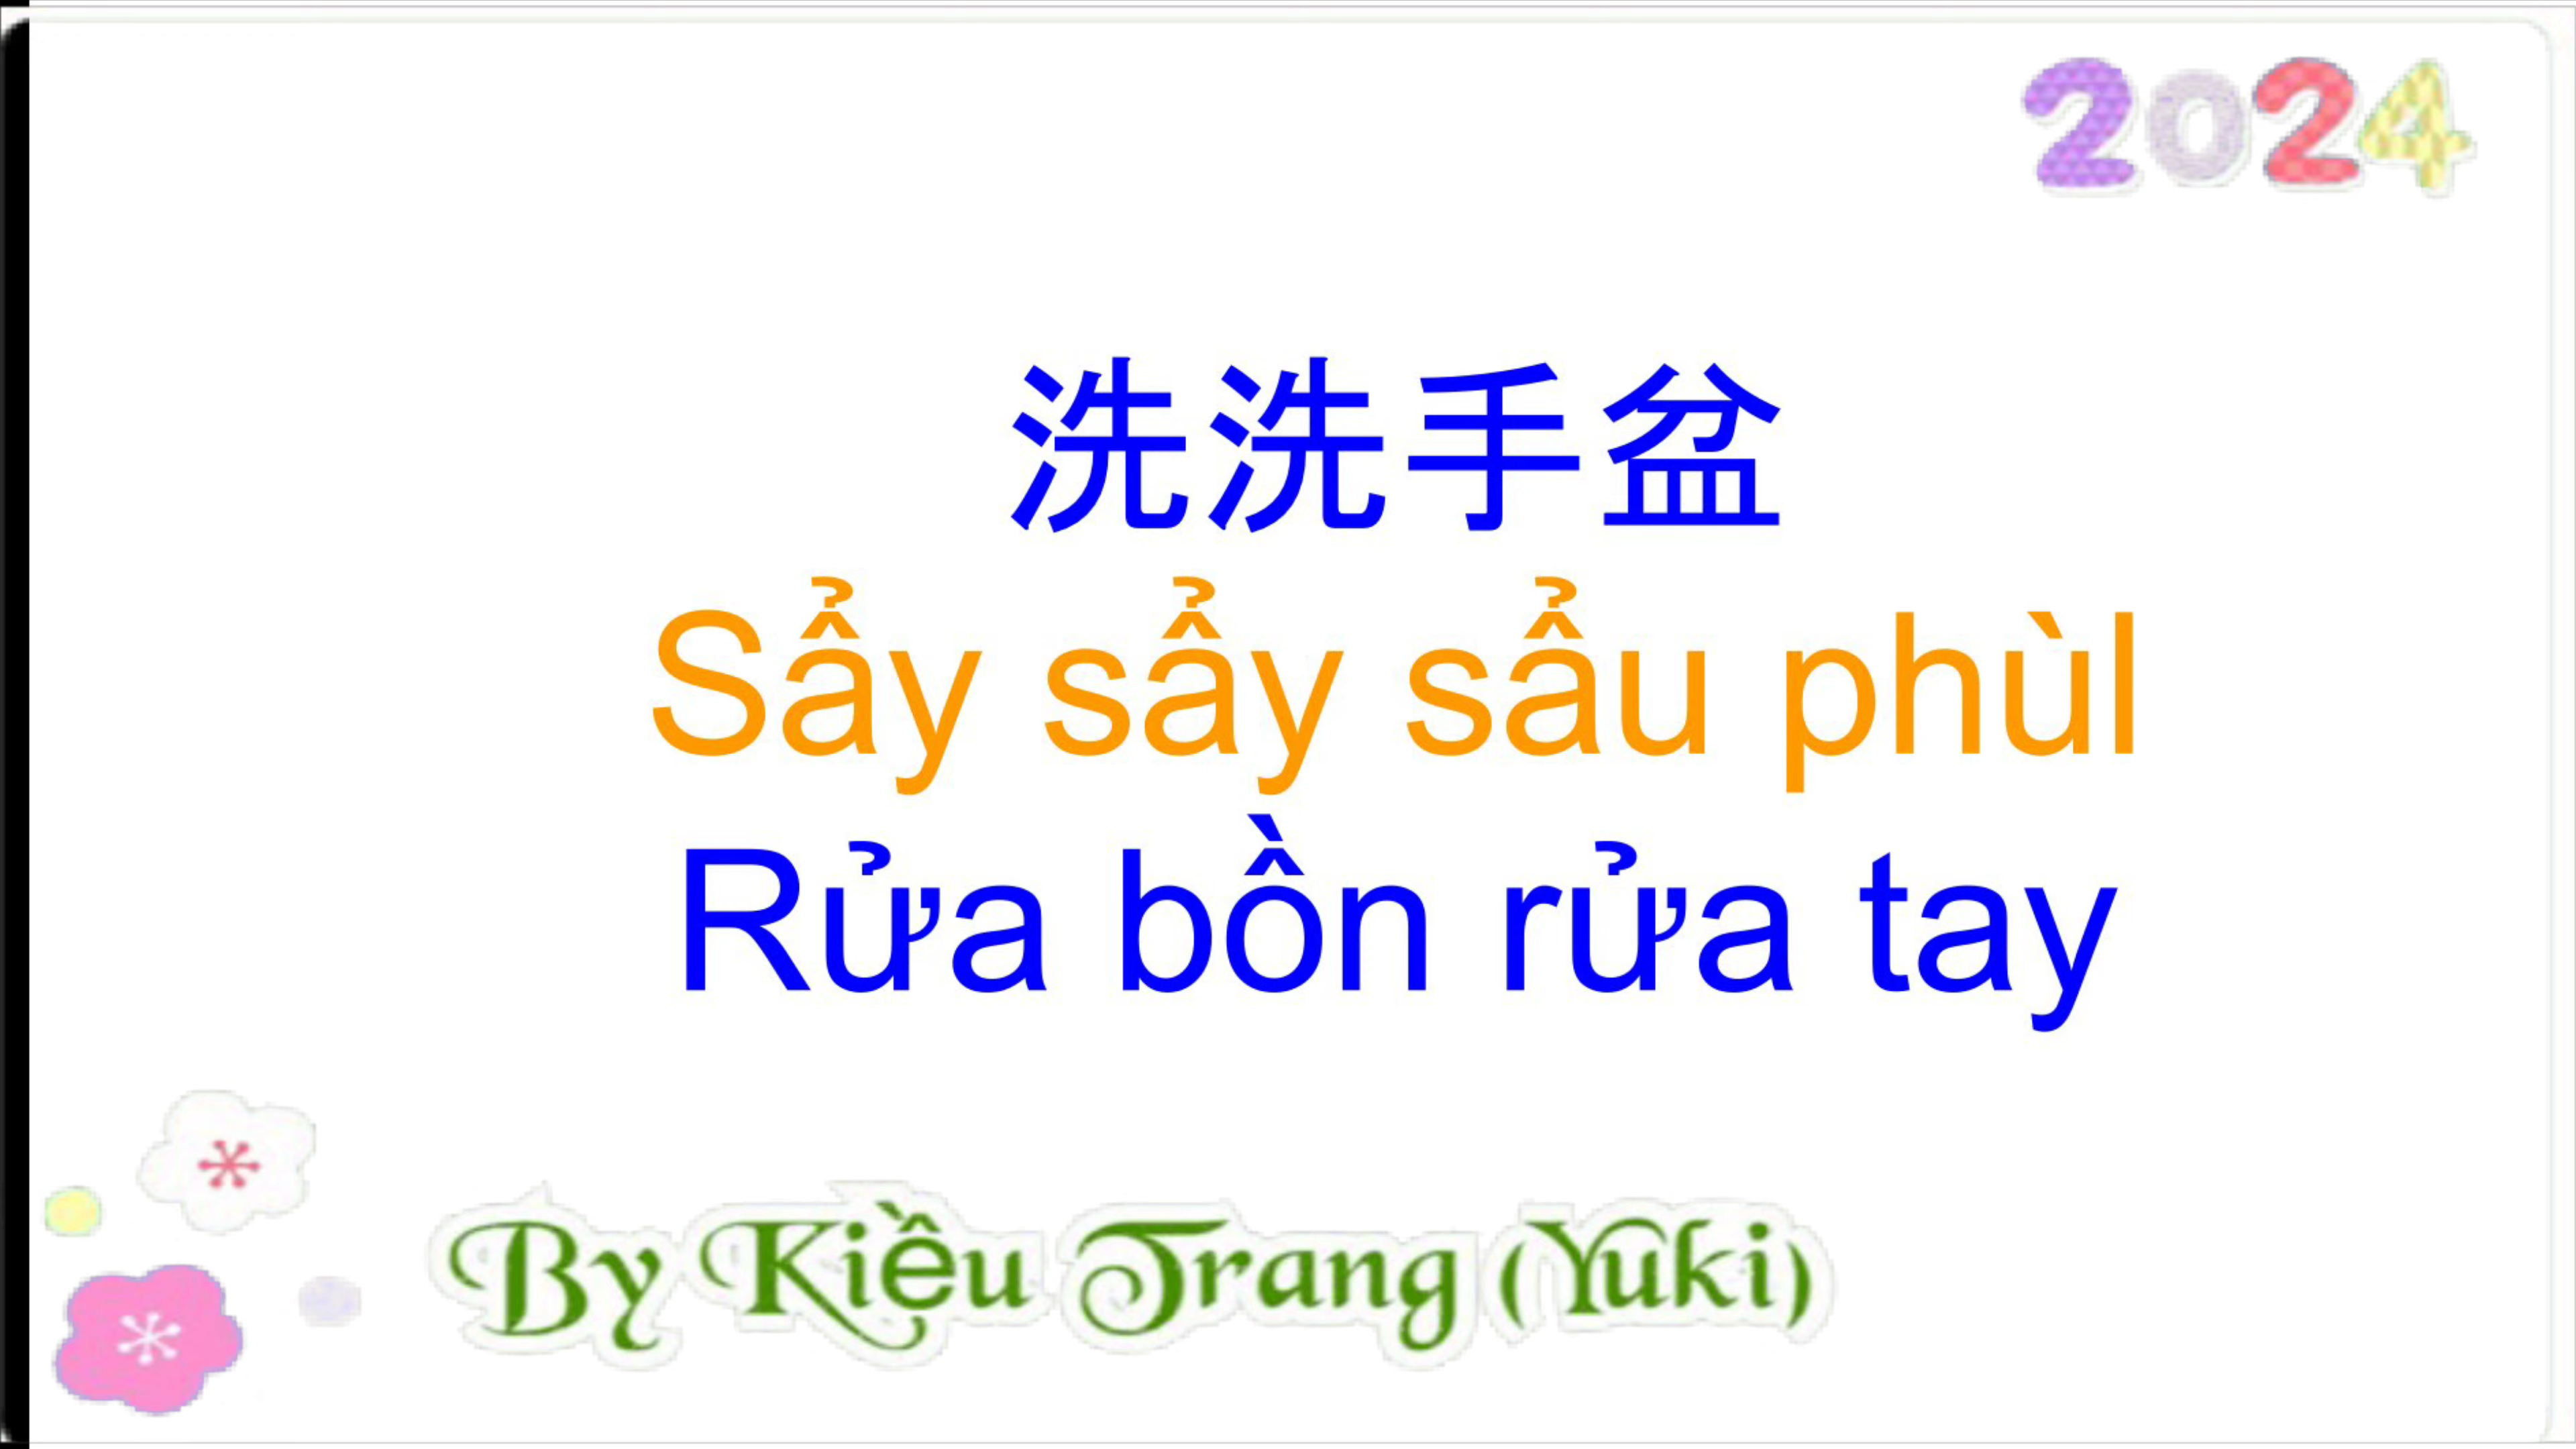 2024
洗洗手盆
Sẩy sẩy sẩu phùl
Rửa bồn rửa tay
By Kiều Trang (Yuki)